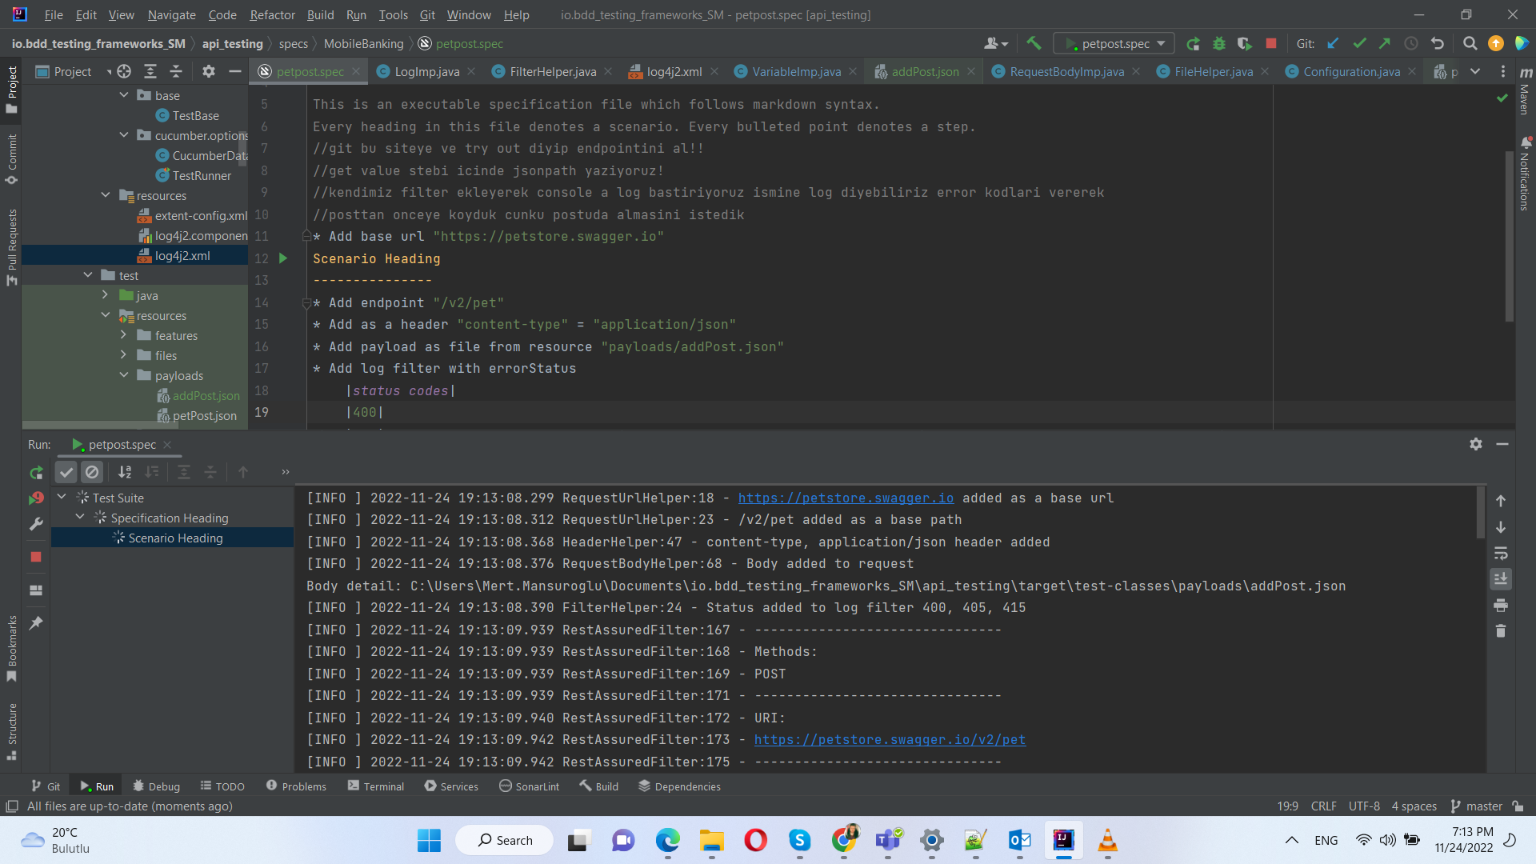 File Edit View Navigate Code Refactor Build Run Tools Git Window Help io.bdd_testing_frameworks_SM - petpost.spec [api_testing]
io.bdd_testing_frameworks_SM api_testing specs MobileBanking petpost.spec petpost.spec Git:
Project petpost.spec LogImp.java FilterHelper.java log4j2.xml VariableImp.java addPost.json RequestBodyImp.java FileHelper.java Configuration.java p
Project
Commit
Pull Requests
Bookmarks
Structure
Maven
Notifications
base
TestBase
cucumber.option
CucumberData
TestRunner
resources
extent-config.xml
log4j2.componen
log4j2.xml
test
java
resources
features
files
payloads
addPost.json
petPost.json
5 This is an executable specification file which follows markdown syntax.
6 Every heading in this file denotes a scenario. Every bulleted point denotes a step.
7 //git bu siteye ve try out diyip endpointini al!!
8 //get value stebi icinde jsonpath yaziyoruz!
9 //kendimiz filter ekleyerek console a log bastiriyoruz ismine log diyebiliriz error kodlari vererek
10 //posttan onceye koyduk cunku postuda almasini istedik
11 * Add base url "https://petstore.swagger.io"
12 Scenario Heading
13 ---------------
14 * Add endpoint "/v2/pet"
15 * Add as a header "content-type" = "application/json"
16 * Add payload as file from resource "payloads/addPost.json"
17 * Add log filter with errorStatus
18 |status codes|
19 |400|
Run: petpost.spec
Test Suite
Specification Heading
Scenario Heading
[INFO ] 2022-11-24 19:13:08.299 RequestUrlHelper:18 - https://petstore.swagger.io added as a base url
[INFO ] 2022-11-24 19:13:08.312 RequestUrlHelper:23 - /v2/pet added as a base path
[INFO ] 2022-11-24 19:13:08.368 HeaderHelper:47 - content-type, application/json header added
[INFO ] 2022-11-24 19:13:08.376 RequestBodyHelper:68 - Body added to request
Body detail: C:\Users\Mert.Mansuroglu\Documents\io.bdd_testing_frameworks_SM\api_testing\target\test-classes\payloads\addPost.json
[INFO ] 2022-11-24 19:13:08.390 FilterHelper:24 - Status added to log filter 400, 405, 415
[INFO ] 2022-11-24 19:13:09.939 RestAssuredFilter:167 - -------------------------------
[INFO ] 2022-11-24 19:13:09.939 RestAssuredFilter:168 - Methods:
[INFO ] 2022-11-24 19:13:09.939 RestAssuredFilter:169 - POST
[INFO ] 2022-11-24 19:13:09.939 RestAssuredFilter:171 - -------------------------------
[INFO ] 2022-11-24 19:13:09.940 RestAssuredFilter:172 - URI:
[INFO ] 2022-11-24 19:13:09.942 RestAssuredFilter:173 - https://petstore.swagger.io/v2/pet
[INFO ] 2022-11-24 19:13:09.942 RestAssuredFilter:175 - -------------------------------
Git Run Debug TODO Problems Terminal Services SonarLint Build Dependencies
All files are up-to-date (moments ago) 19:9 CRLF UTF-8 4 spaces master
20°C
Bulutlu
Search
ENG
7:13 PM
11/24/2022